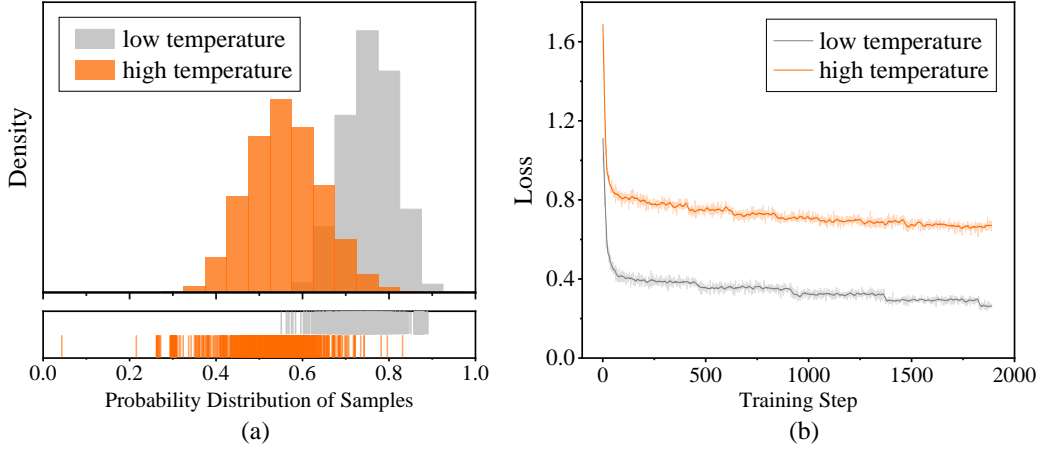 low temperature
high temperature
Density
0.0 0.2 0.4 0.6 0.8 1.0
Probability Distribution of Samples
(a)
low temperature
high temperature
Loss
1.6
1.2
0.8
0.4
0.0
0 500 1000 1500 2000
Training Step
(b)